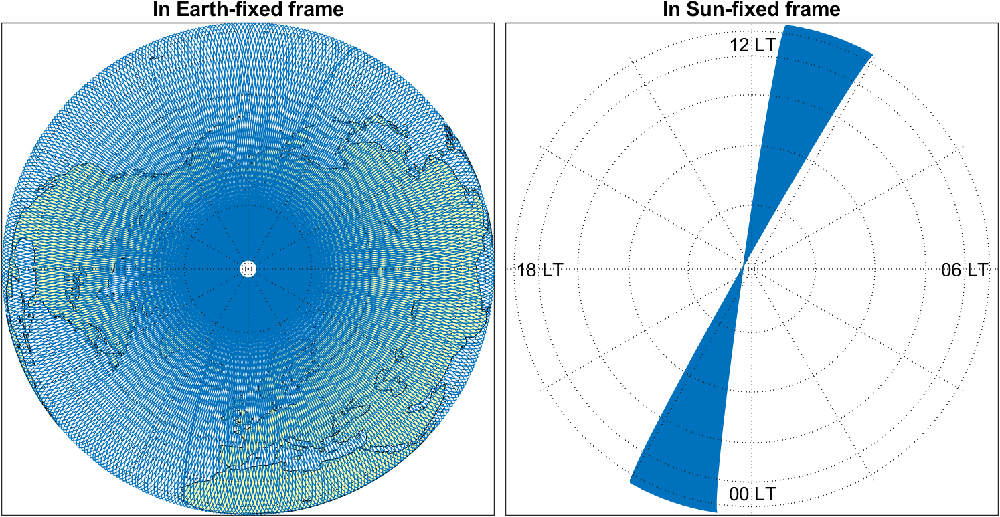 In Earth-fixed frame
In Sun-fixed frame
12 LT
18 LT
06 LT
00 LT